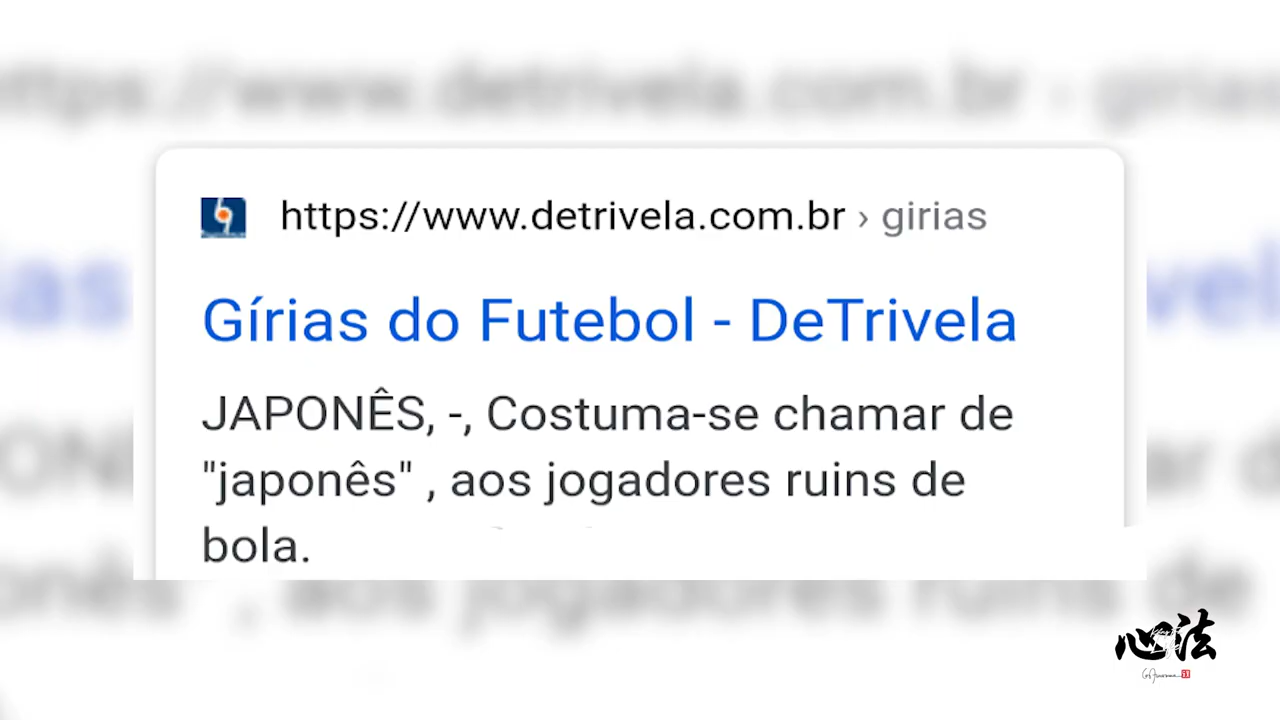 https://www.detrivela.com.br › girias
Gírias do Futebol - DeTrivela
JAPONÊS, -, Costuma-se chamar de
"japonês" , aos jogadores ruins de
bola.
心法